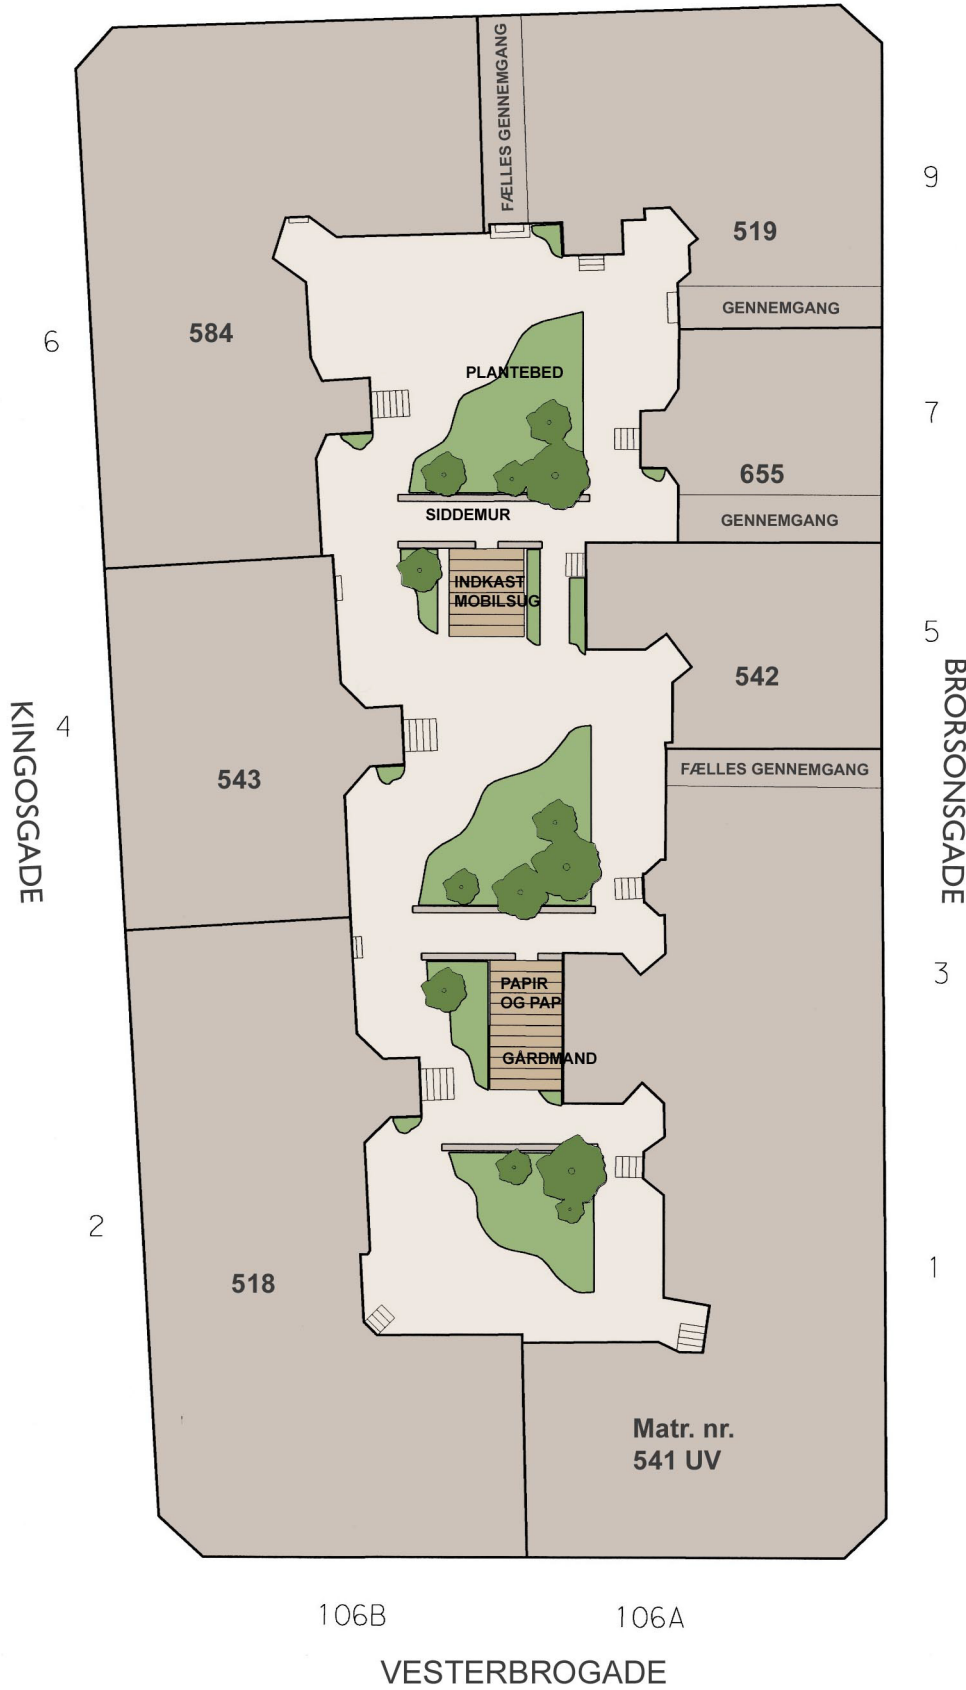 FÆLLES GENNEMGANG
9
519
GENNEMGANG
584
6
PLANTEBED
7
655
SIDDEMUR
GENNEMGANG
INDKAST
MOBILSUG
5
542
BRORSONSGADE
KINGOSGADE
4
543
FÆLLES GENNEMGANG
3
PAPIR
OG PAP
GÅRDMAND
2
518
1
Matr. nr.
541 UV
106B
106A
VESTERBROGADE